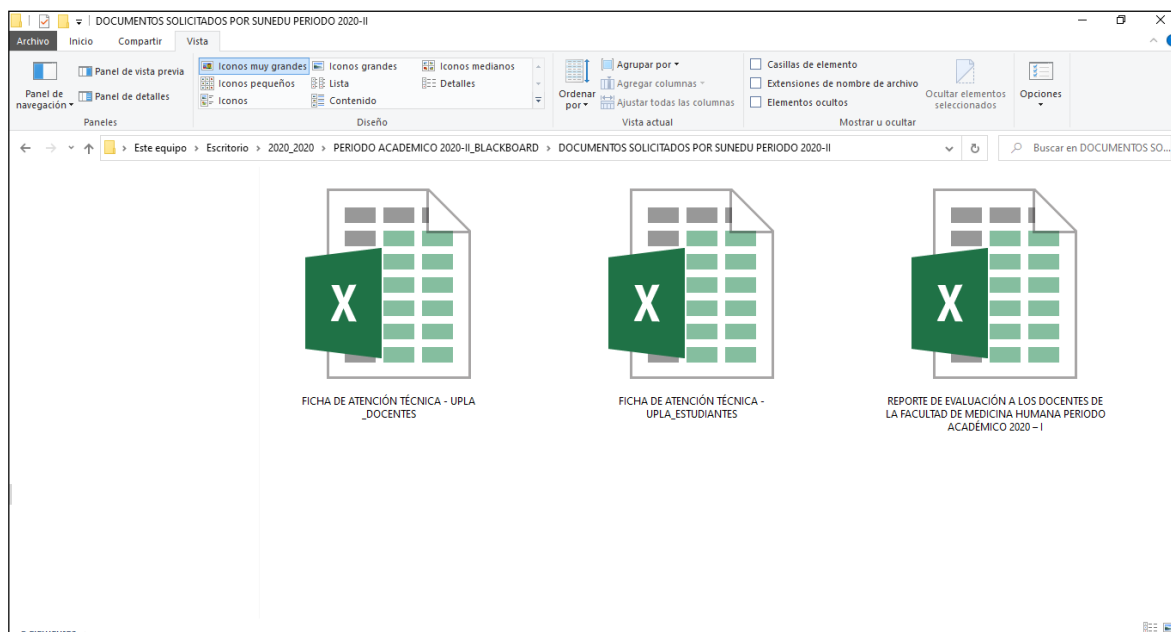 DOCUMENTOS SOLICITADOS POR SUNEDU PERIODO 2020-II
Archivo Inicio Compartir Vista
Panel de navegación
Panel de vista previa
Panel de detalles
Paneles
Iconos muy grandes Iconos grandes Iconos medianos
Iconos pequeños Lista Detalles
Iconos Contenido
Diseño
Ordenar por
Agrupar por
Agregar columnas
Ajustar todas las columnas
Vista actual
Casillas de elemento
Extensiones de nombre de archivo
Elementos ocultos
Ocultar elementos
seleccionados
Mostrar u ocultar
Opciones
Este equipo > Escritorio > 2020_2020 > PERIODO ACADEMICO 2020-II_BLACKBOARD > DOCUMENTOS SOLICITADOS POR SUNEDU PERIODO 2020-II
Buscar en DOCUMENTOS SO...
X
FICHA DE ATENCIÓN TÉCNICA - UPLA
_DOCENTES
X
FICHA DE ATENCIÓN TÉCNICA -
UPLA_ESTUDIANTES
X
REPORTE DE EVALUACIÓN A LOS DOCENTES DE
LA FACULTAD DE MEDICINA HUMANA PERIODO
ACADÉMICO 2020 – I